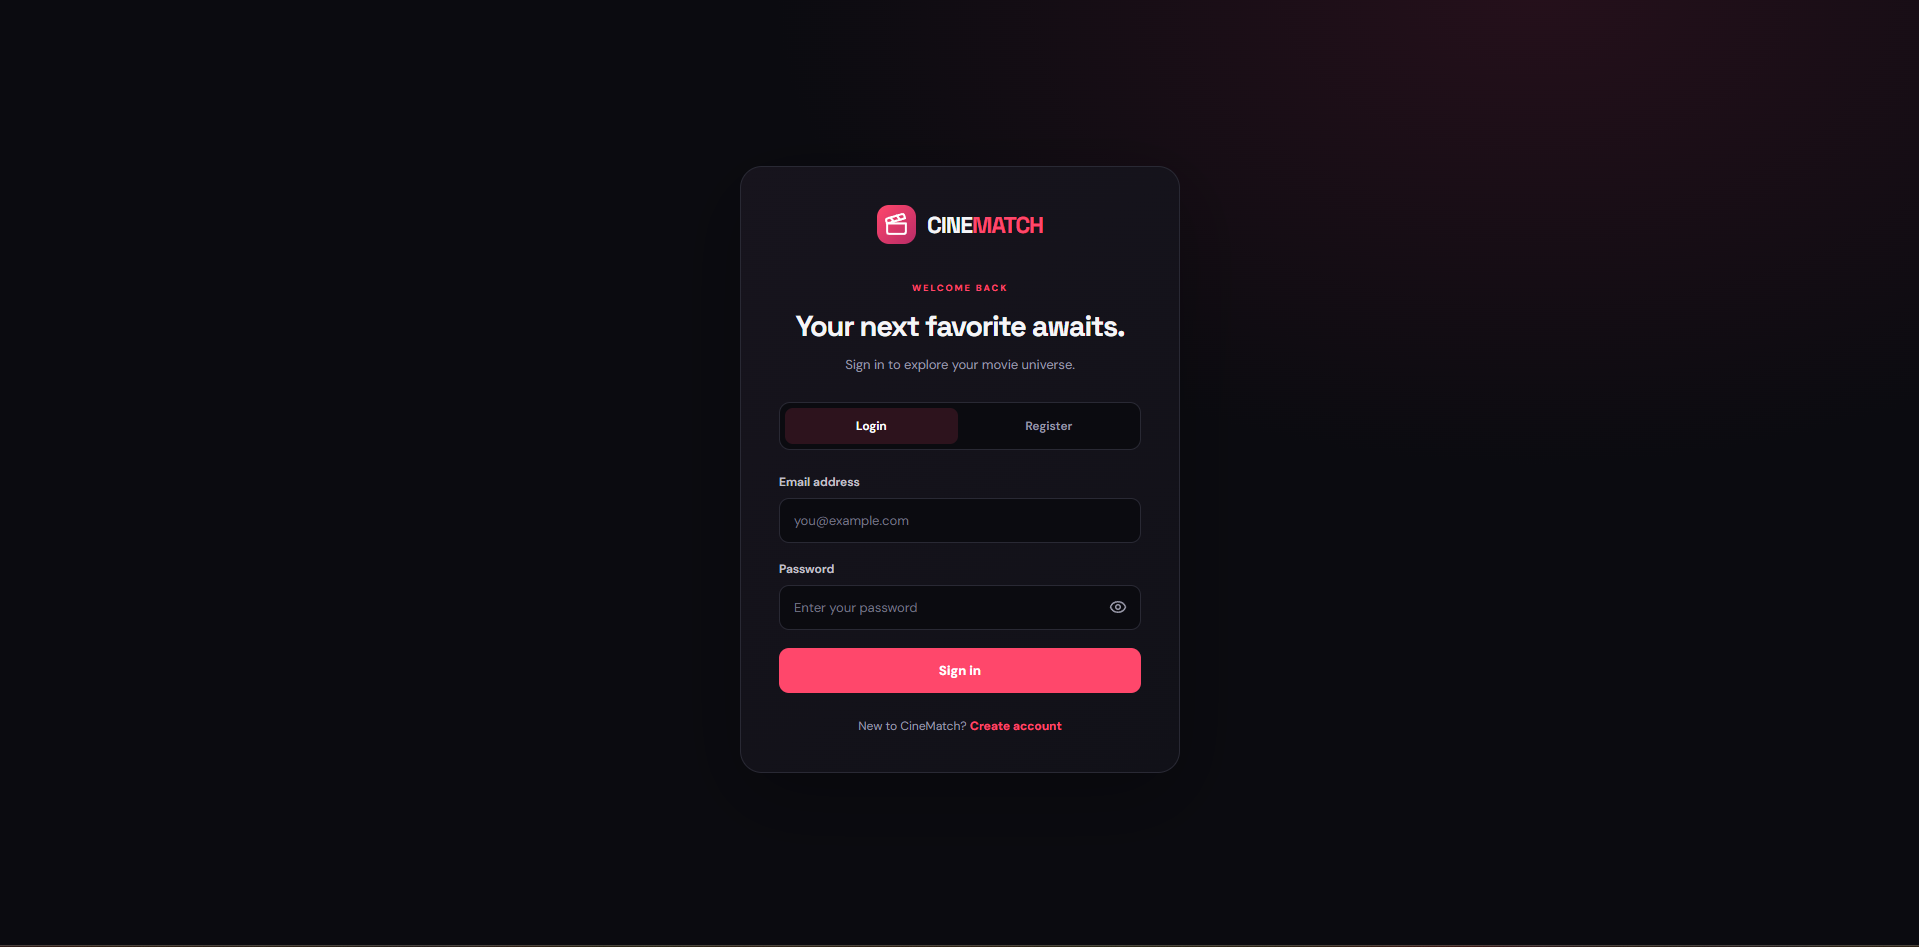 CINEMATCH
WELCOME BACK
Your next favorite awaits.
Sign in to explore your movie universe.
Login Register
Email address
you@example.com
Password
Enter your password
Sign in
New to CineMatch? Create account